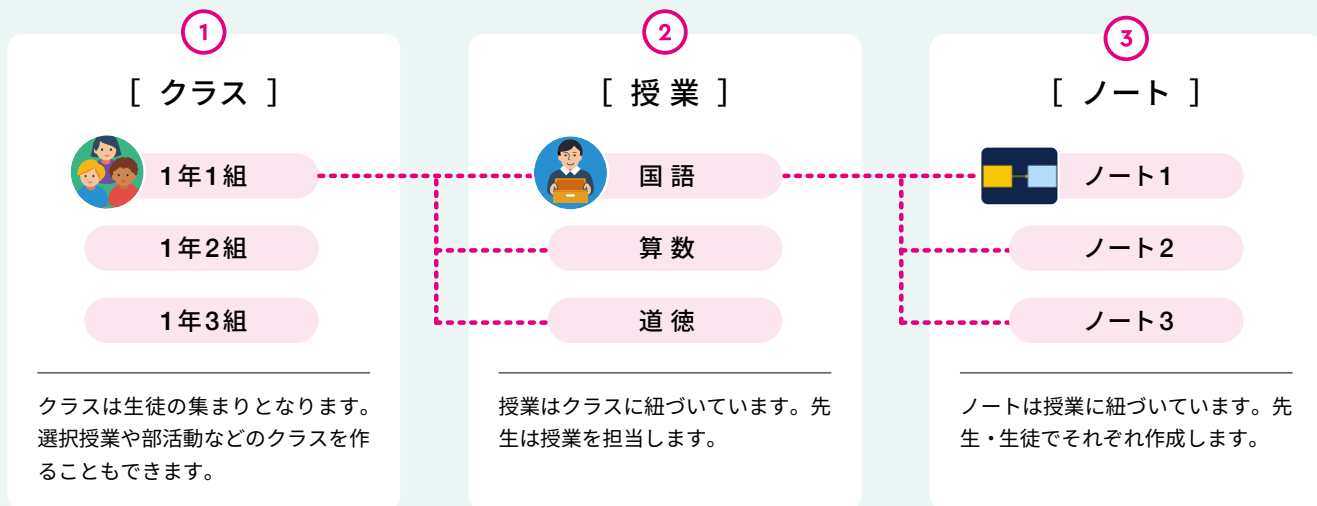 1
[ クラス ]
1年1組
1年2組
1年3組
クラスは生徒の集まりとなります。
選択授業や部活動などのクラスを作
ることもできます。
2
[ 授業 ]
国語
算数
道徳
授業はクラスに紐づいています。先
生は授業を担当します。
3
[ ノート ]
ノート1
ノート2
ノート3
ノートは授業に紐づいています。先
生・生徒でそれぞれ作成します。